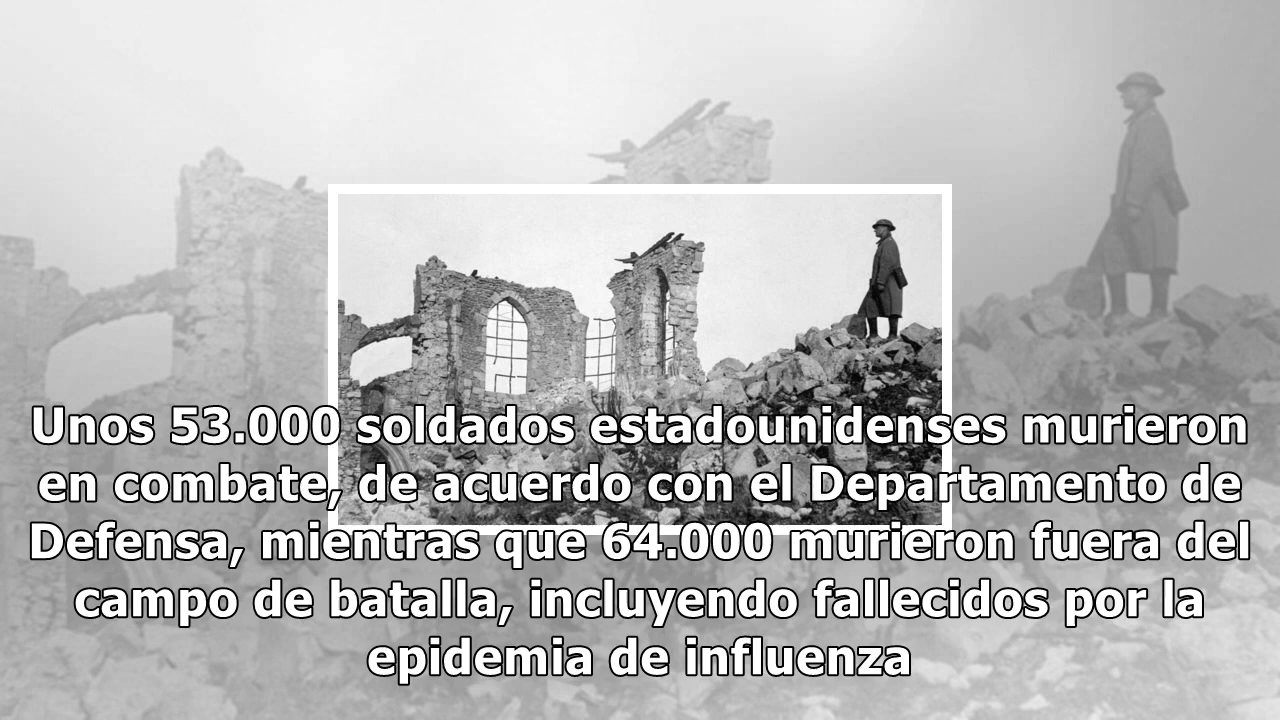 Unos 53.000 soldados estadounidenses murieron
en combate, de acuerdo con el Departamento de
Defensa, mientras que 64.000 murieron fuera del
campo de batalla, incluyendo fallecidos por la
epidemia de influenza